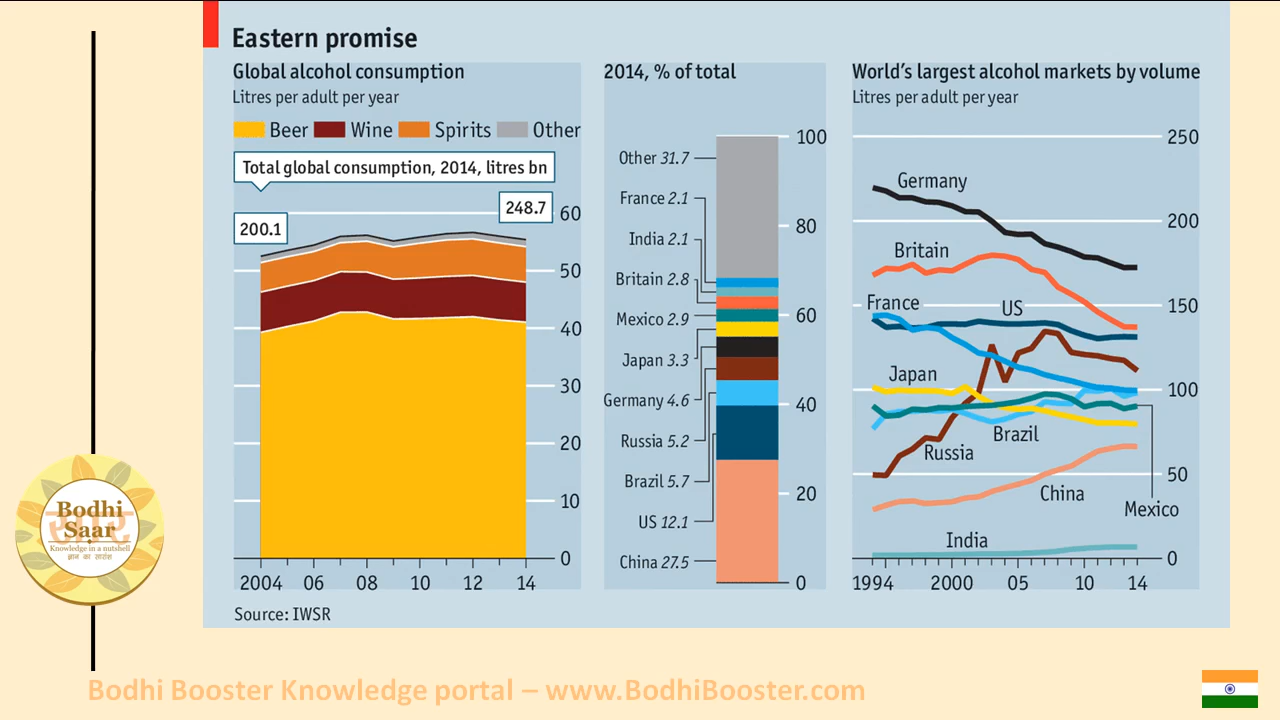 Eastern promise
Global alcohol consumption
Litres per adult per year
Beer Wine Spirits Other
Total global consumption, 2014, litres bn
200.1
248.7
60
50
40
30
20
10
0
2004 06 08 10 12 14
Source: IWSR
2014, % of total
Other 31.7
France 2.1
India 2.1
Britain 2.8
Mexico 2.9
Japan 3.3
Germany 4.6
Russia 5.2
Brazil 5.7
US 12.1
China 27.5
100
80
60
40
20
0
World's largest alcohol markets by volume
Litres per adult per year
250
200
150
100
50
0
Germany
Britain
France
US
Japan
Brazil
Russia
China
Mexico
India
1994 2000 05 10 14
Bodhi
Saar
Knowledge in a nutshell
ज्ञान का सारांश
Bodhi Booster Knowledge portal – www.BodhiBooster.com